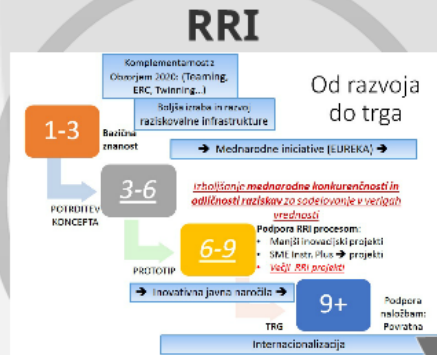 RRI
Komplementarnost z
Obzorjem 2020: (Teaming,
ERC, Twinning...)
Od razvoja
do trga
Boljša izraba in razvoj
raziskovalne infrastrukture
1-3
Bazična
znanost
➔ Mednarodne iniciative (EUREKA) ➔
3-6
Izboljšanje mednarodne konkurenčnosti in
odličnosti raziskav za sodelovanje v verigah
vrednosti
POTRDITEV
KONCEPTA
6-9
Podpora RRI procesom:
• Manjši inovacijski projekti
• SME Instr. Plus ➔ projekti
• Večji RRI projekti
PROTOTIP
➔ Inovativna javna naročila ➔
9+
Podpora
naložbam:
Povratna
TRG
Internacionalizacija